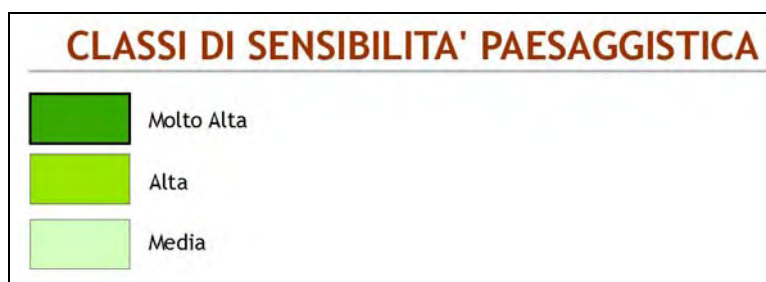 CLASSI DI SENSIBILITA' PAESAGGISTICA
Molto Alta
Alta
Media